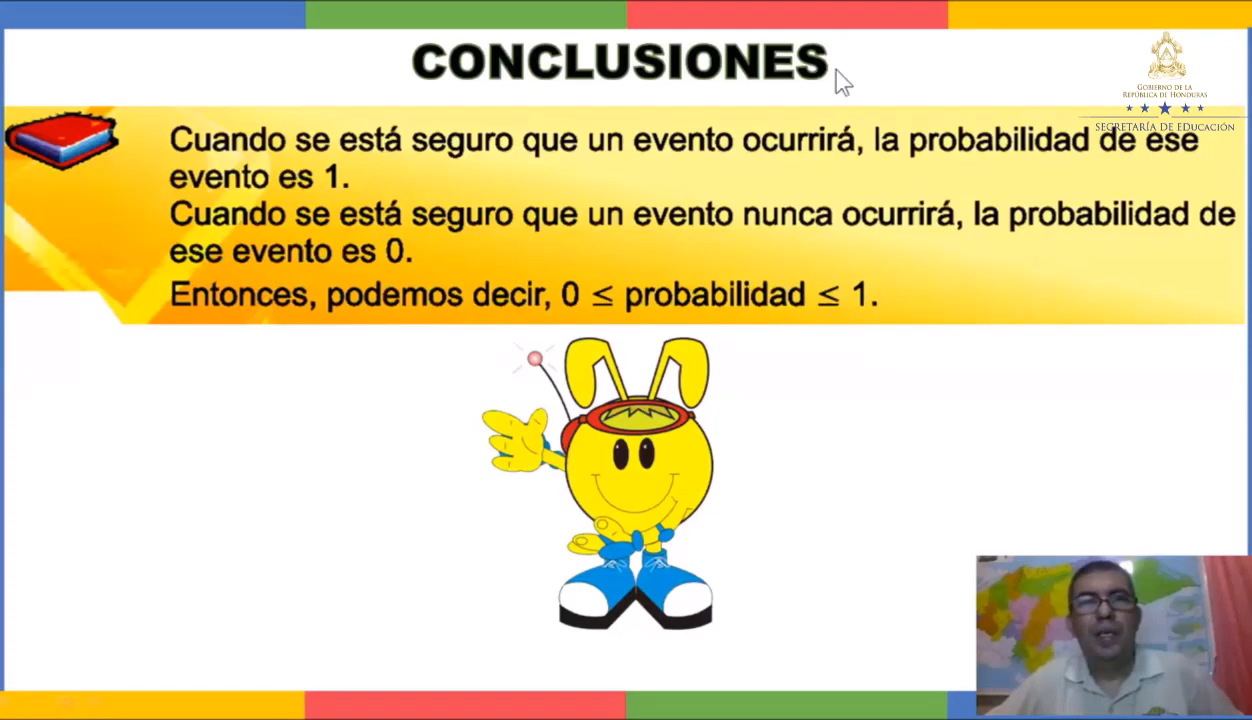 CONCLUSIONES
GOBIERNO DE LA
REPÚBLICA DE HONDURAS
SECRETARÍA DE EDUCACIÓN
Cuando se está seguro que un evento ocurrirá, la probabilidad de ese
evento es 1.
Cuando se está seguro que un evento nunca ocurrirá, la probabilidad de
ese evento es 0.
Entonces, podemos decir, 0 ≤ probabilidad ≤ 1.